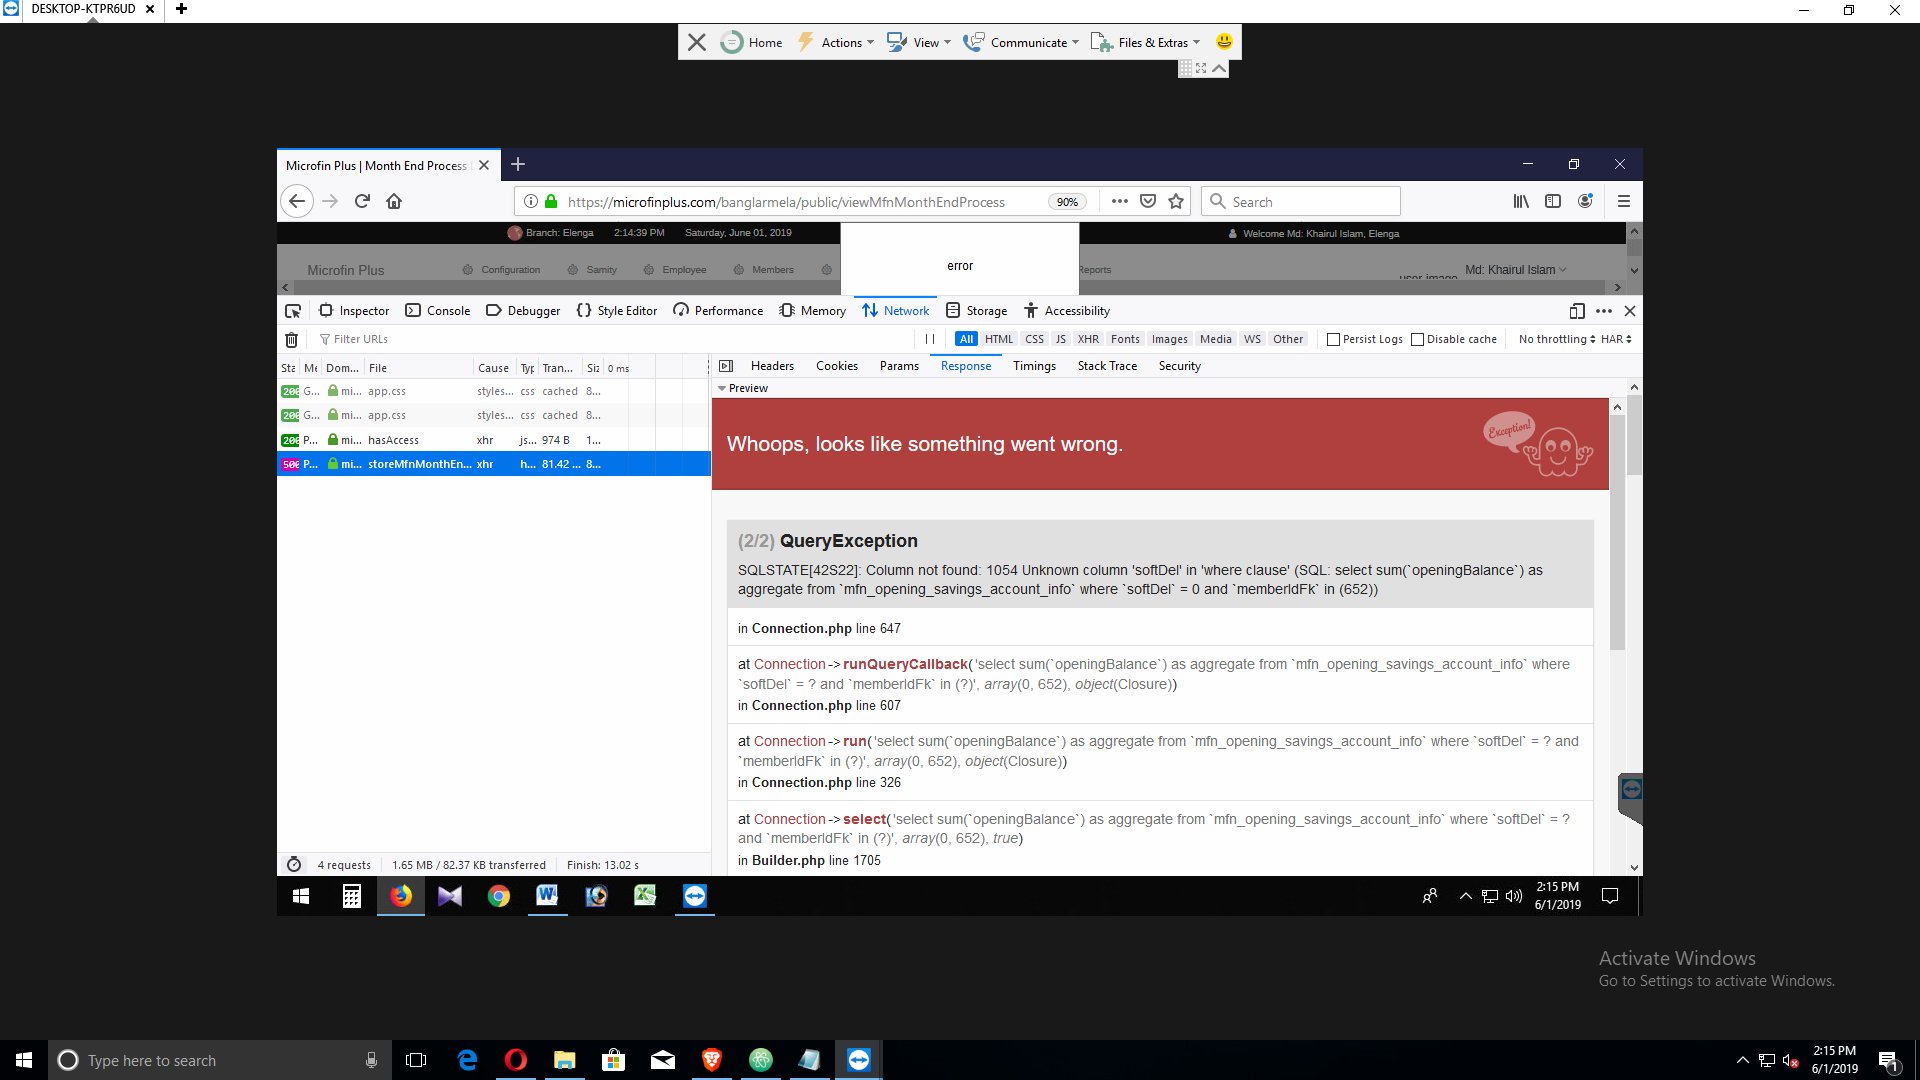 DESKTOP-KTPR6UD
Home Actions View Communicate Files & Extras
Microfin Plus | Month End Process
https://microfinplus.com/banglarmela/public/viewMfnMonthEndProcess 90% Search
Branch: Elenga 2:14:39 PM Saturday, June 01, 2019 Welcome Md: Khairul Islam, Elenga
error
Microfin Plus Configuration Samity Employee Members Reports user image Md: Khairul Islam
Inspector Console Debugger {} Style Editor Performance Memory Network Storage Accessibility
Filter URLs All HTML CSS JS XHR Fonts Images Media WS Other Persist Logs Disable cache No throttling HAR
Sta Me Dom... File Cause Typ Tran... Siz 0 ms
200 G... mi... app.css styles... css cached 8...
200 G... mi... app.css styles... css cached 8...
200 P... mi... hasAccess xhr js... 974 B 1...
500 P... mi... storeMfnMonthEn... xhr h... 81.42 ... 8...
Headers Cookies Params Response Timings Stack Trace Security
Preview
Whoops, looks like something went wrong.
Exception!
(2/2) QueryException
SQLSTATE[42S22]: Column not found: 1054 Unknown column 'softDel' in 'where clause' (SQL: select sum(`openingBalance`) as
aggregate from `mfn_opening_savings_account_info` where `softDel` = 0 and `memberIdFk` in (652))
in Connection.php line 647
at Connection->runQueryCallback('select sum(`openingBalance`) as aggregate from `mfn_opening_savings_account_info` where
`softDel` = ? and `memberIdFk` in (?)', array(0, 652), object(Closure))
in Connection.php line 607
at Connection->run('select sum(`openingBalance`) as aggregate from `mfn_opening_savings_account_info` where `softDel` = ? and
`memberIdFk` in (?)', array(0, 652), object(Closure))
in Connection.php line 326
at Connection->select('select sum(`openingBalance`) as aggregate from `mfn_opening_savings_account_info` where `softDel` = ?
and `memberIdFk` in (?)', array(0, 652), true)
in Builder.php line 1705
4 requests 1.65 MB / 82.37 KB transferred Finish: 13.02 s
2:15 PM
6/1/2019
Activate Windows
Go to Settings to activate Windows.
Type here to search
2:15 PM
6/1/2019
1